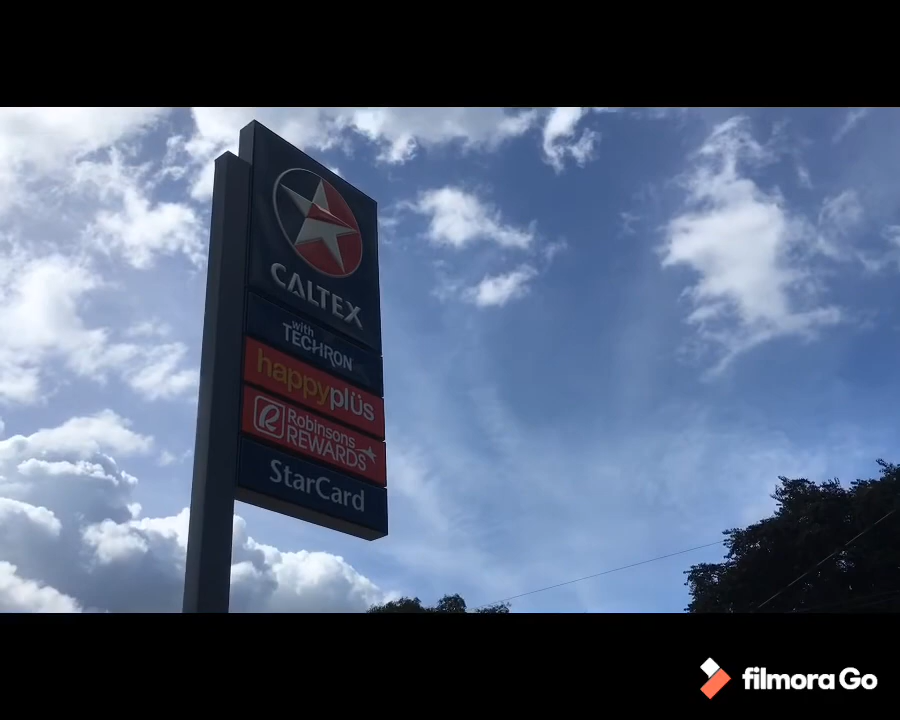 CALTEX
with
TECHRON
happyplus
Robinsons
REWARDS
StarCard
filmora Go